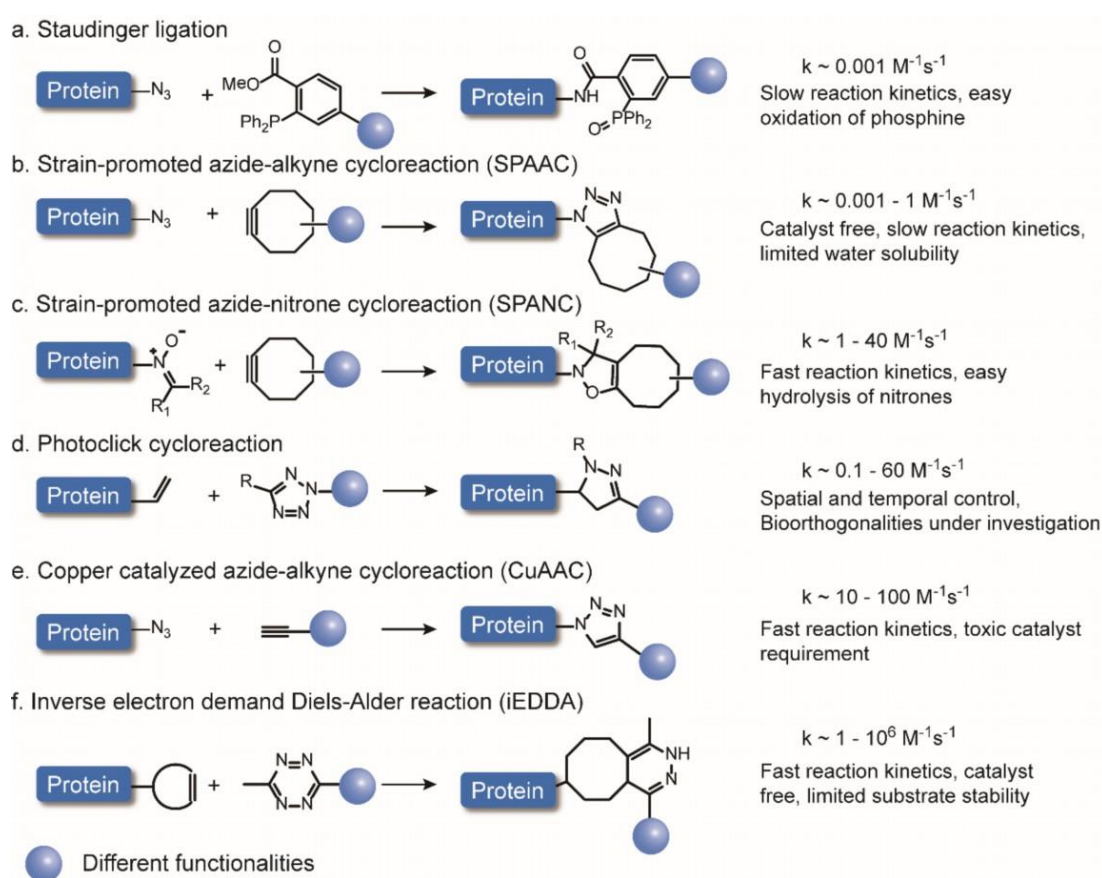 a. Staudinger ligation
Protein N₃ + MeO O Ph₂P Protein NH O PPh₂ O
k ~ 0.001 M⁻¹s⁻¹
Slow reaction kinetics, easy
oxidation of phosphine
b. Strain-promoted azide-alkyne cycloreaction (SPAAC)
Protein N₃ + Protein N N N
k ~ 0.001 - 1 M⁻¹s⁻¹
Catalyst free, slow reaction kinetics,
limited water solubility
c. Strain-promoted azide-nitrone cycloreaction (SPANC)
Protein N⁺ O⁻ R₁ R₂ + Protein N O R₁ R₂
k ~ 1 - 40 M⁻¹s⁻¹
Fast reaction kinetics, easy
hydrolysis of nitrones
d. Photoclick cycloreaction
Protein + R N N N=N Protein R N N
k ~ 0.1 - 60 M⁻¹s⁻¹
Spatial and temporal control,
Bioorthogonalities under investigation
e. Copper catalyzed azide-alkyne cycloreaction (CuAAC)
Protein N₃ + Protein N N N
k ~ 10 - 100 M⁻¹s⁻¹
Fast reaction kinetics, toxic catalyst
requirement
f. Inverse electron demand Diels-Alder reaction (iEDDA)
Protein + N=N N=N Protein NH N
k ~ 1 - 10⁶ M⁻¹s⁻¹
Fast reaction kinetics, catalyst
free, limited substrate stability
Different functionalities